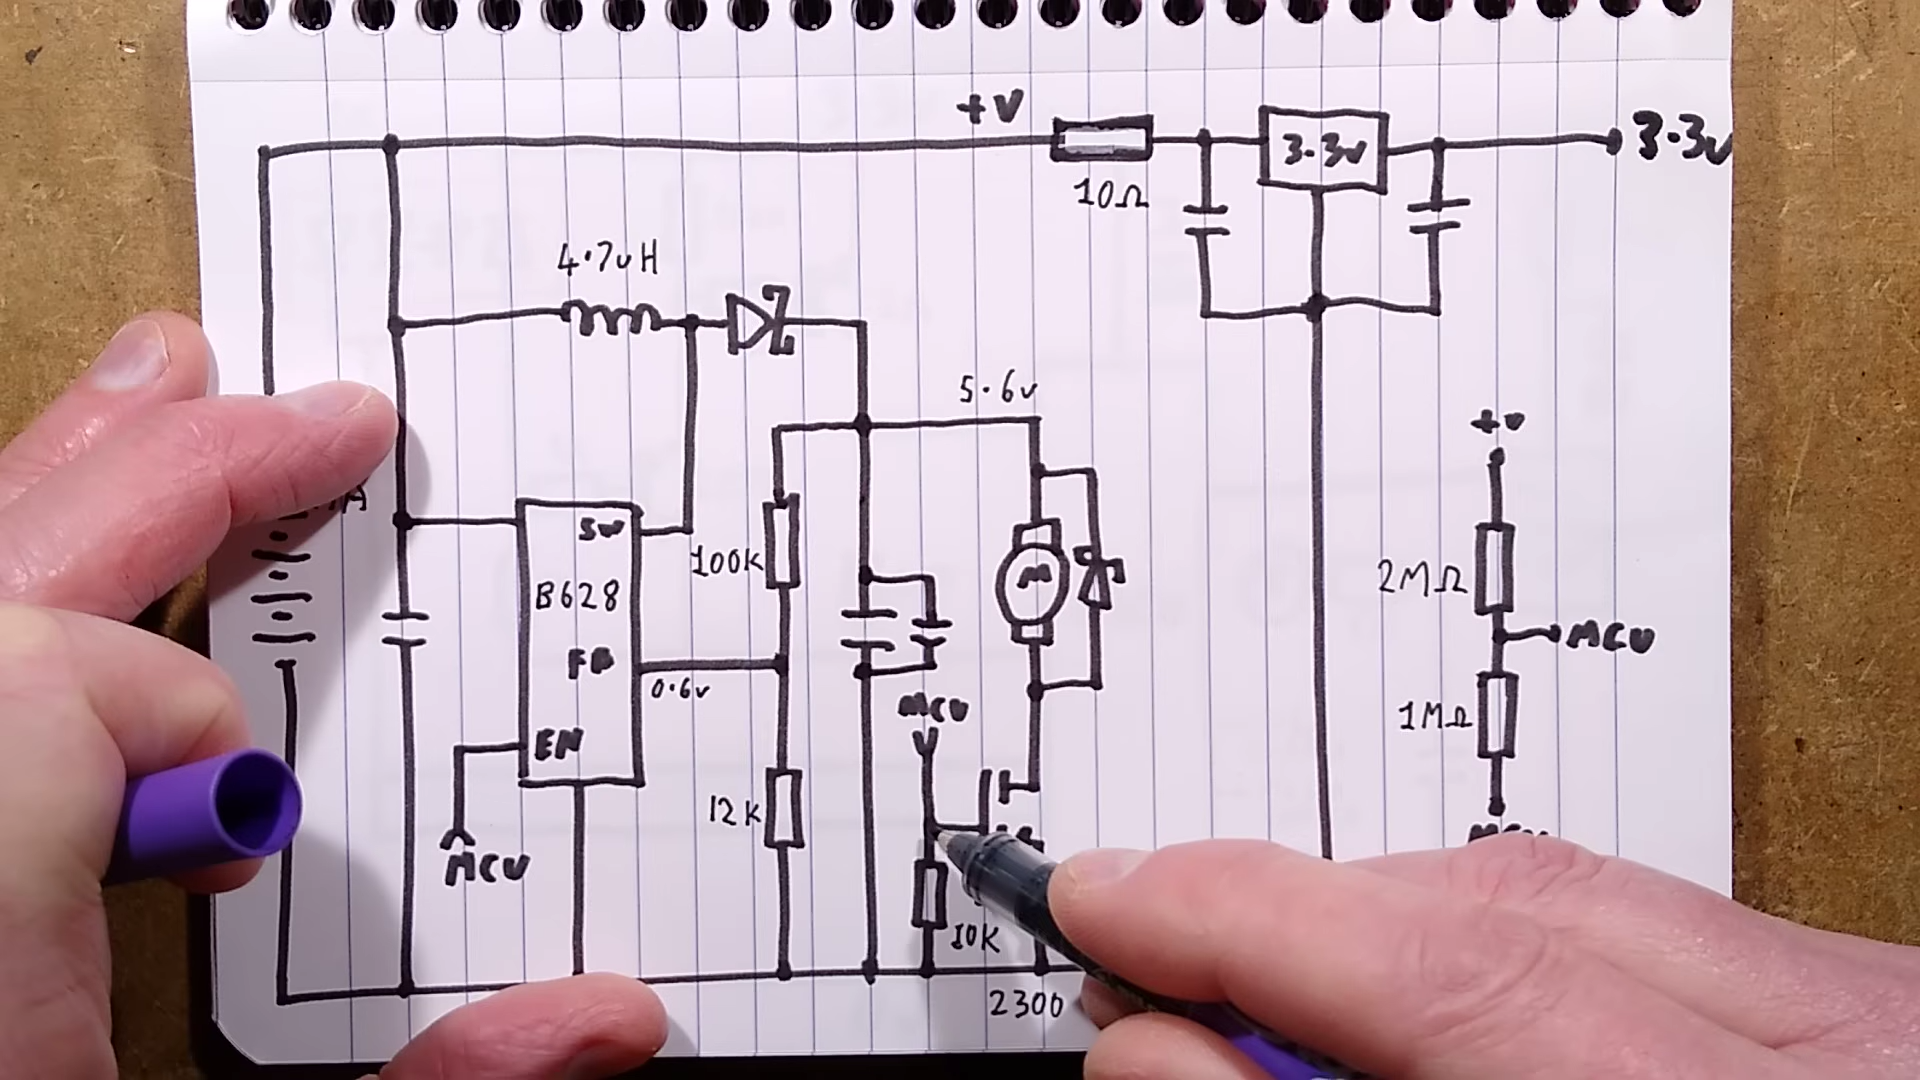 +V
3.3v
3.3v
10Ω
4.7uH
5.6v
+v
SW
100K
2MΩ
B628
M
MCU
FB
0.6v
MCU
1MΩ
EN
12K
MCU
10K
2300